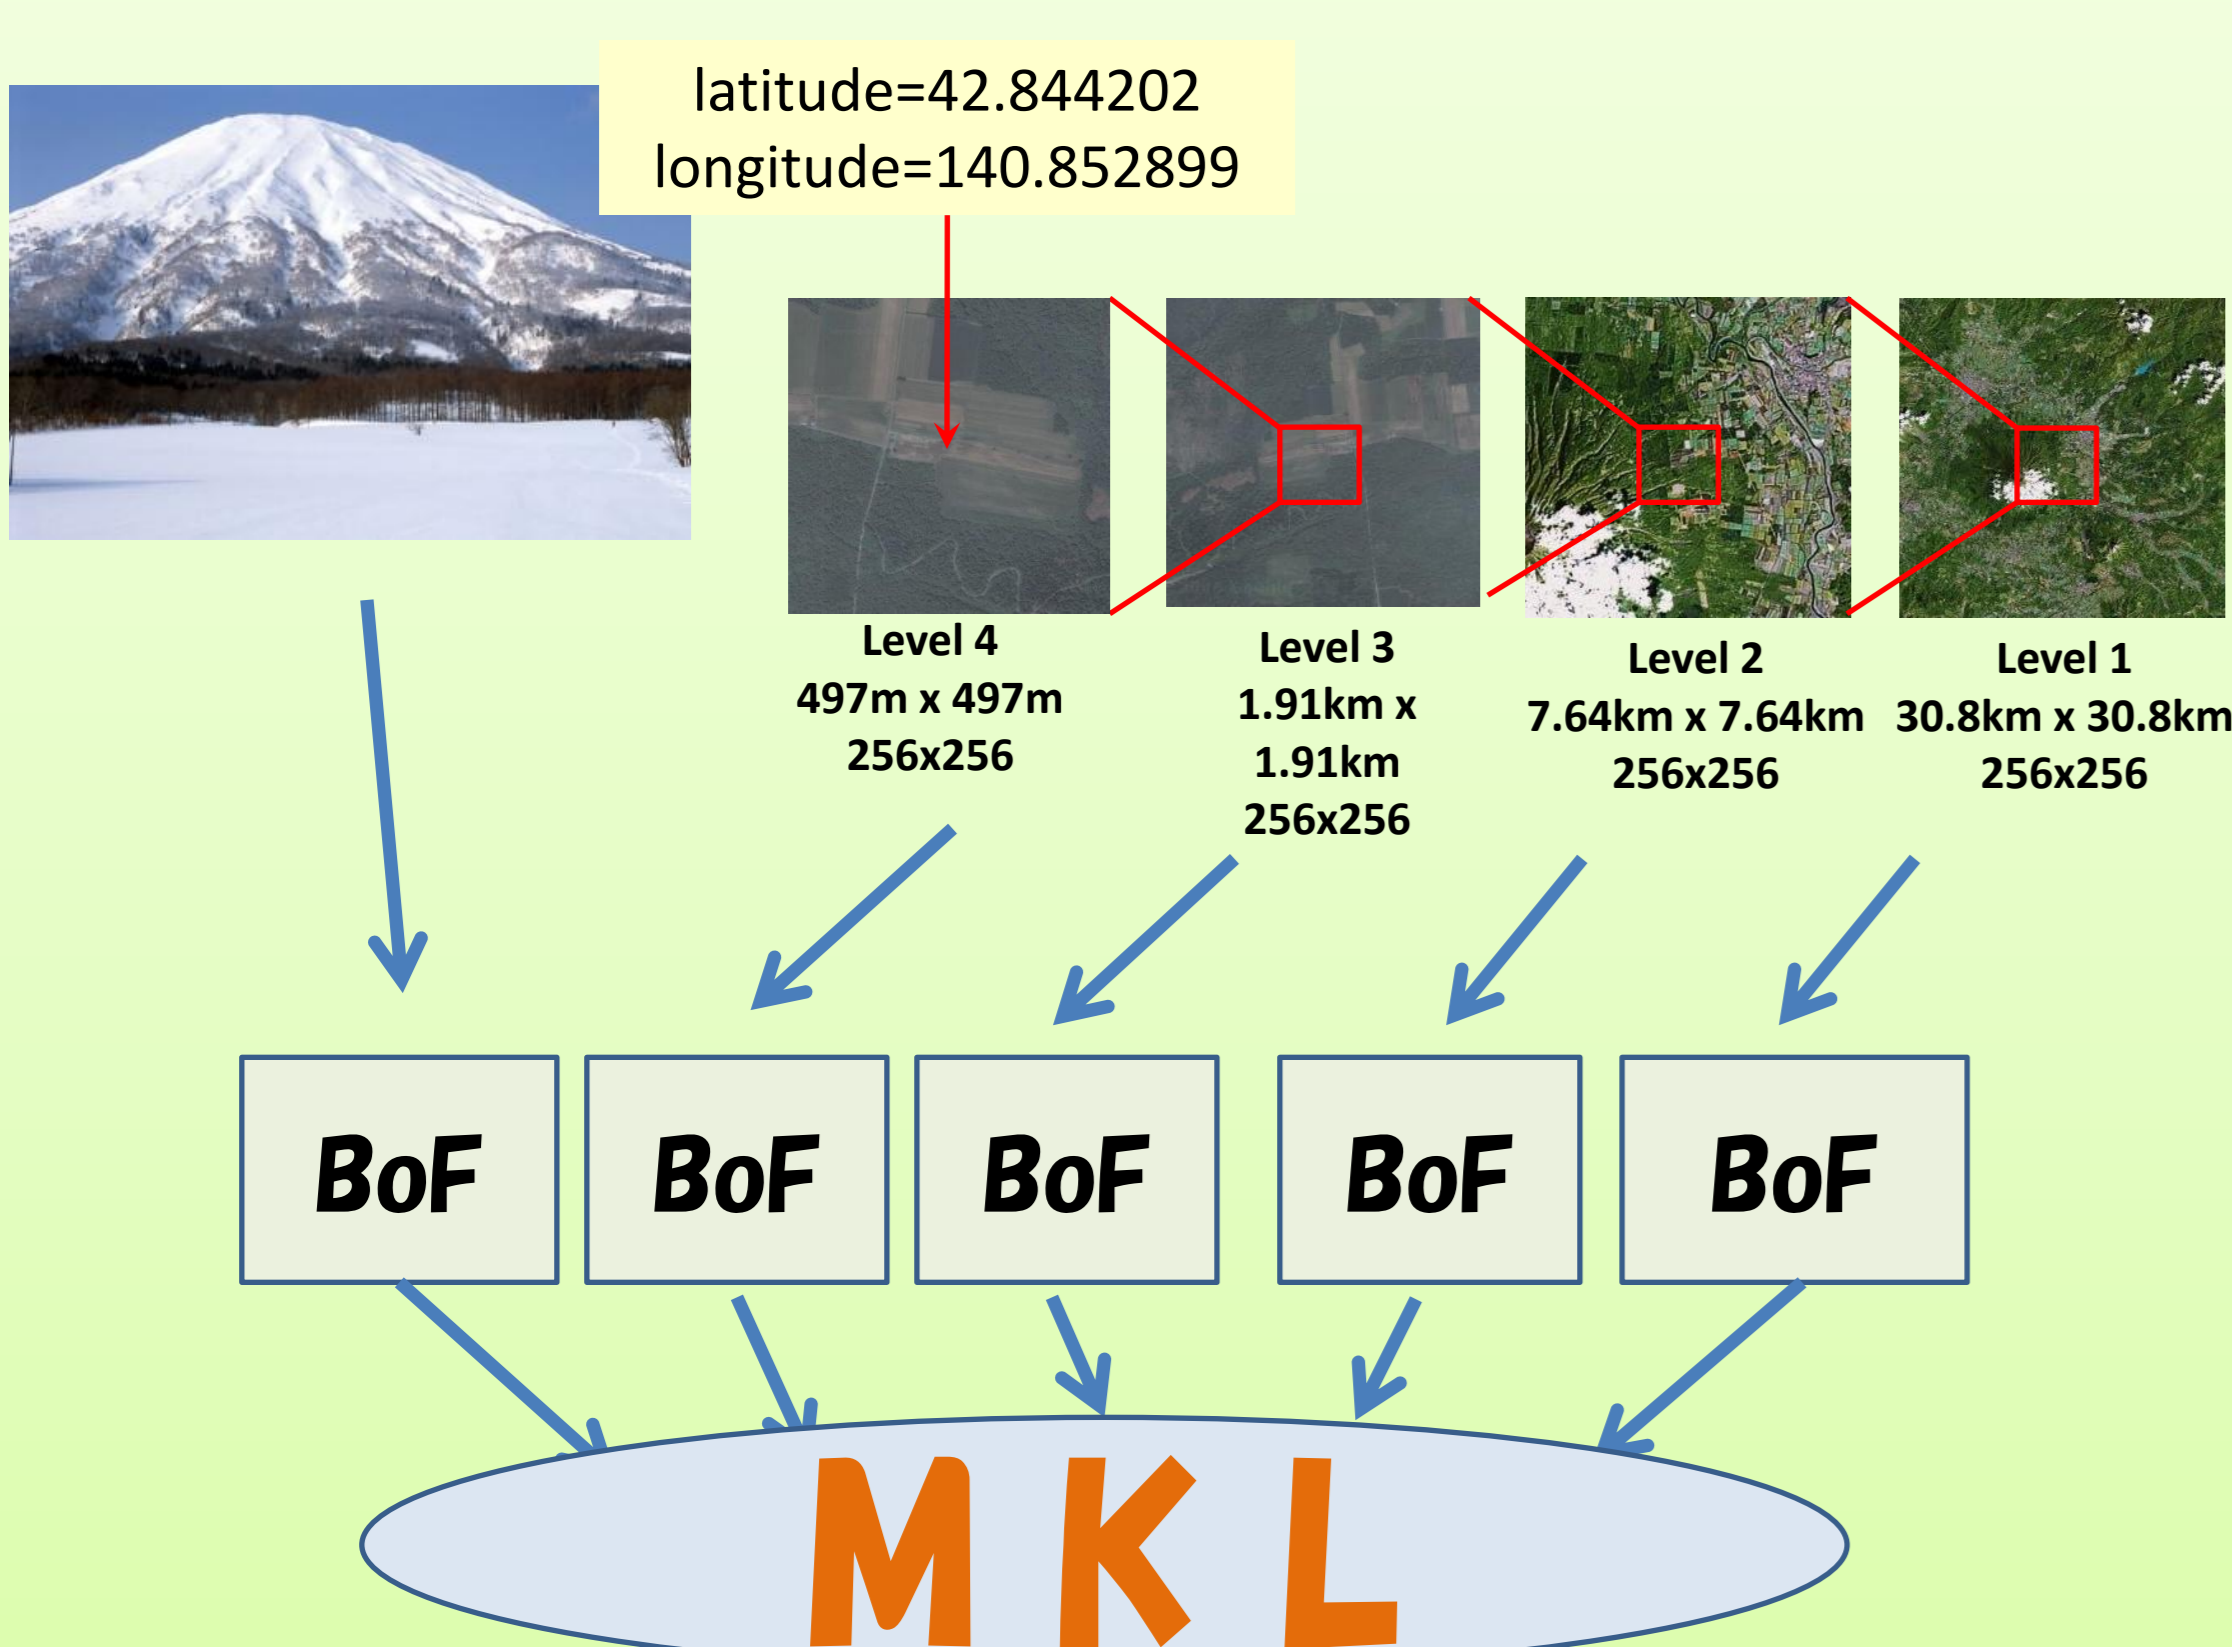 latitude=42.844202
longitude=140.852899
Level 4
497m x 497m
256x256
Level 3
1.91km x
1.91km
256x256
Level 2
7.64km x 7.64km
256x256
Level 1
30.8km x 30.8km
256x256
BoF
BoF
BoF
BoF
BoF
MKL